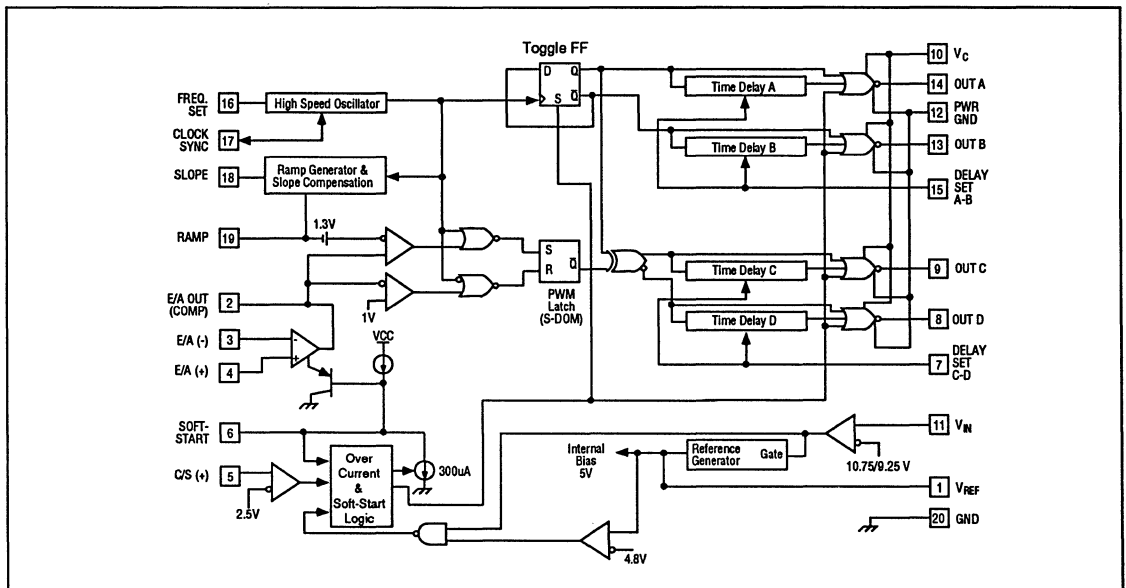 Toggle FF
D Q
S Q̅
10 VC
14 OUT A
12 PWR
GND
13 OUT B
DELAY
SET
15 A-B
9 OUT C
8 OUT D
DELAY
7 SET
C-D
11 VIN
1 VREF
20 GND
FREQ.
SET 16
High Speed Oscillator
CLOCK
SYNC 17
SLOPE 18
Ramp Generator &
Slope Compensation
RAMP 19
1.3V
E/A OUT
(COMP) 2
1V
E/A (-) 3
E/A (+) 4
VCC
SOFT-
START 6
C/S (+) 5
2.5V
Over
Current
&
Soft-Start
Logic
300uA
S
R Q̅
PWM
Latch
(S-DOM)
Time Delay A
Time Delay B
Time Delay C
Time Delay D
Internal
Bias
5V
Reference
Generator
Gate
10.75/9.25 V
4.8V
-
+